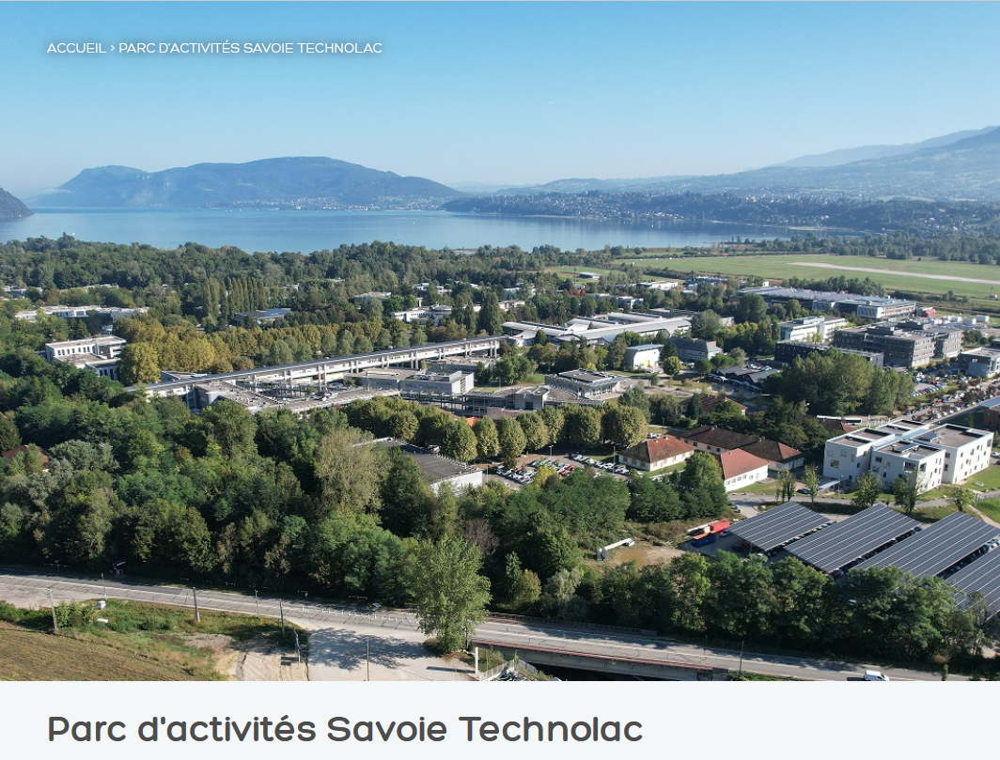 ACCUEIL > PARC D'ACTIVITÉS SAVOIE TECHNOLAC
Parc d'activités Savoie Technolac